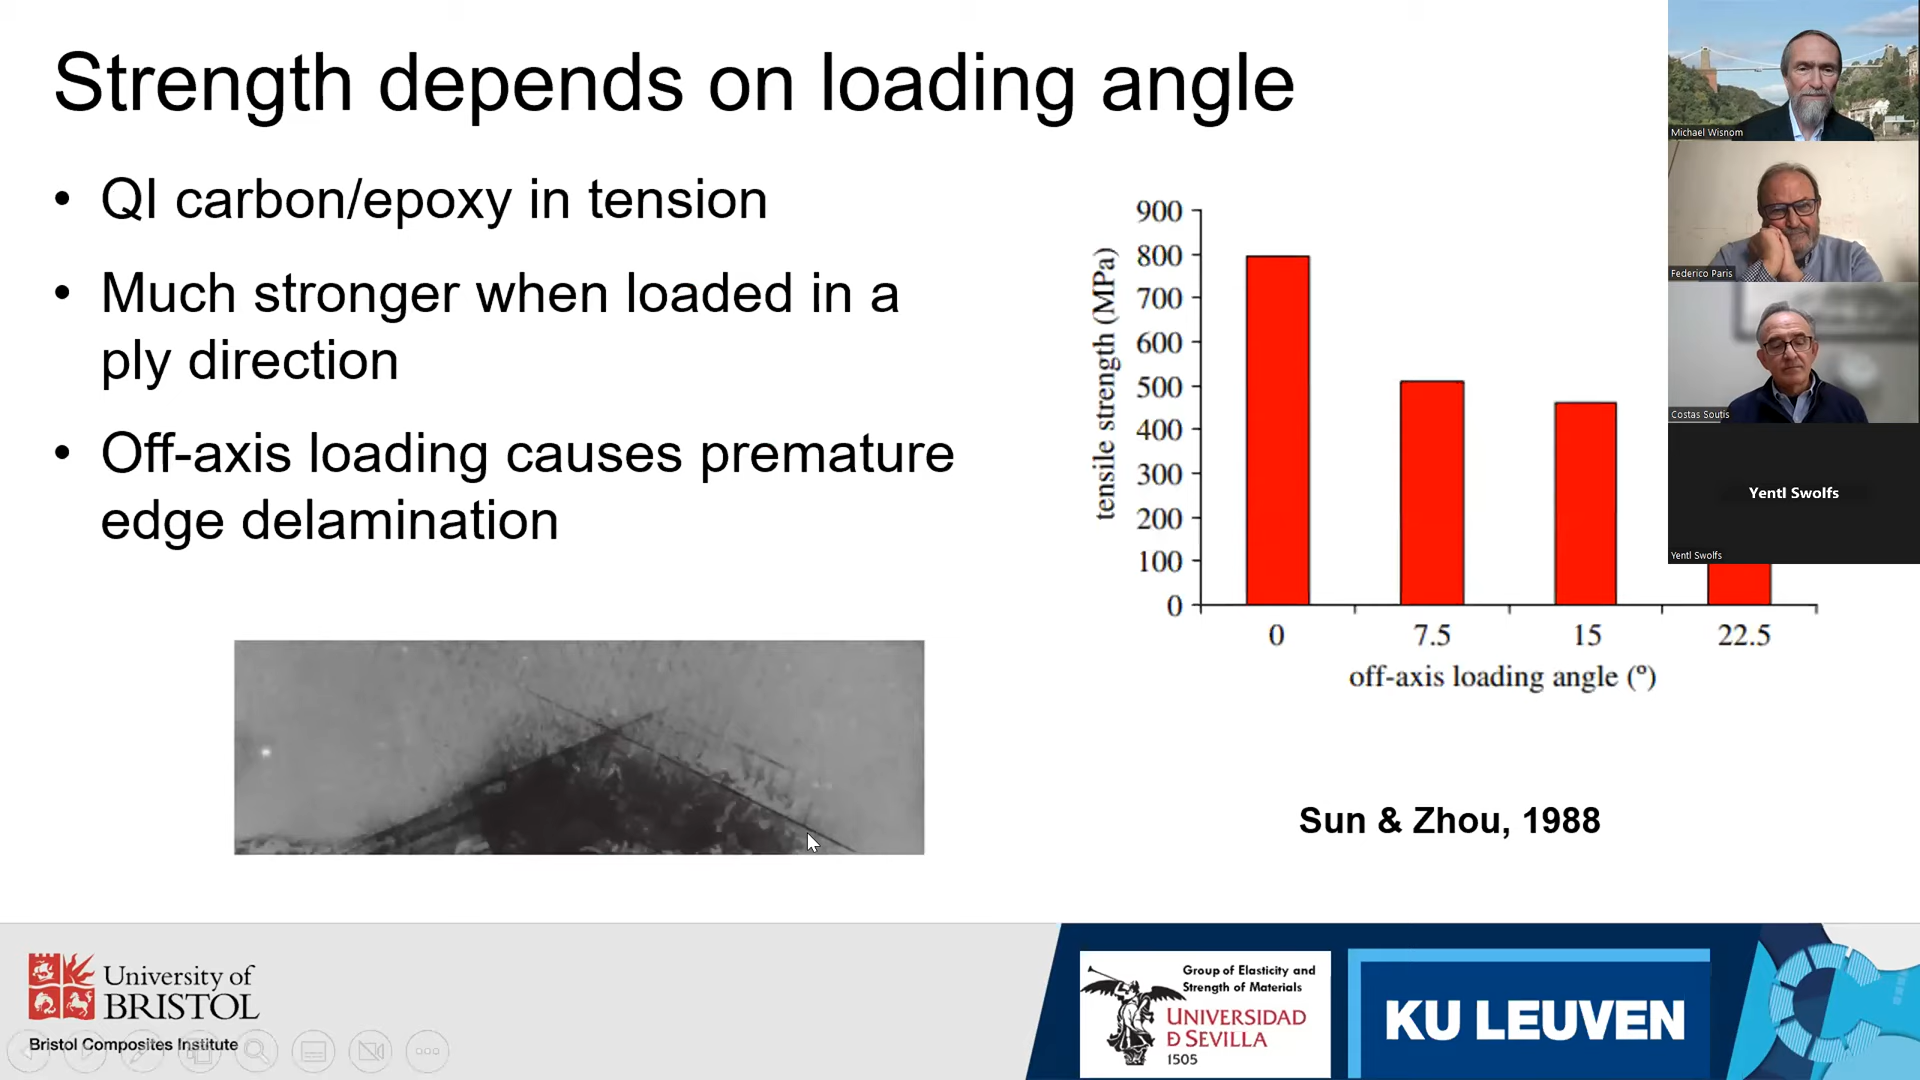 Strength depends on loading angle
• QI carbon/epoxy in tension
• Much stronger when loaded in a
ply direction
• Off-axis loading causes premature
edge delamination
tensile strength (MPa)
900
800
700
600
500
400
300
200
100
0
0 7.5 15 22.5
off-axis loading angle (°)
Sun & Zhou, 1988
Michael Wisnom
Federico Paris
Costas Soutis
Yentl Swolfs
Yentl Swolfs
University of
BRISTOL
Bristol Composites Institute
Group of Elasticity and
Strength of Materials
UNIVERSIDAD
D SEVILLA
1505
KU LEUVEN